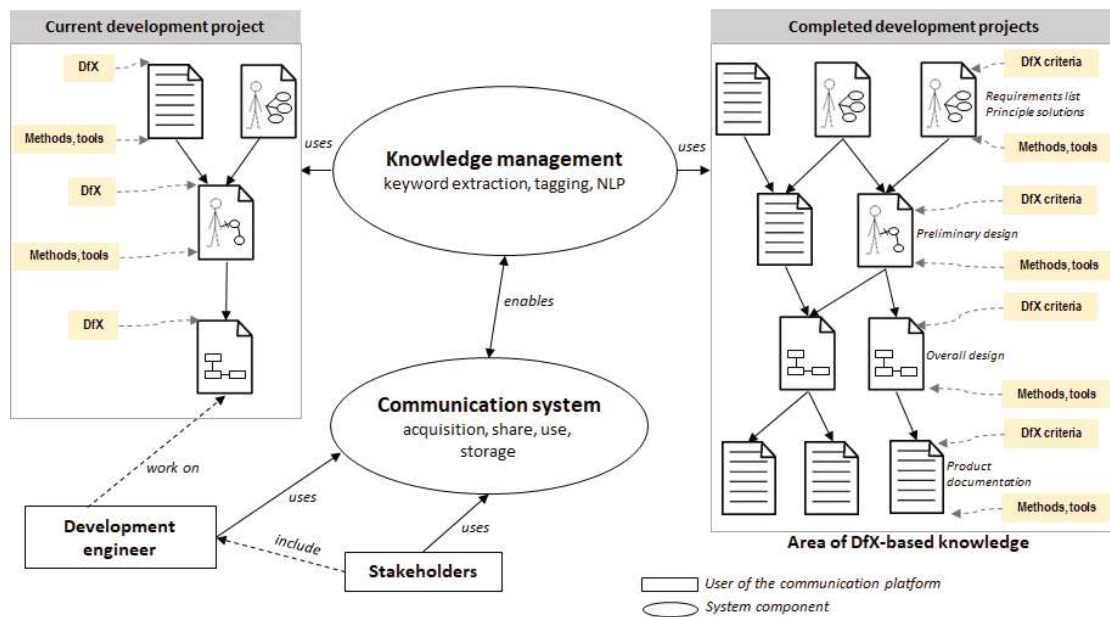 Current development project
DfX
Methods, tools
DfX
Methods, tools
DfX
uses
Knowledge management
keyword extraction, tagging, NLP
uses
enables
Communication system
acquisition, share, use,
storage
work on
uses
uses
include
Development
engineer
Stakeholders
Completed development projects
DfX criteria
Requirements list
Principle solutions
Methods, tools
DfX criteria
Preliminary design
Methods, tools
DfX criteria
Overall design
Methods, tools
DfX criteria
Product
documentation
Methods, tools
Area of DfX-based knowledge
User of the communication platform
System component